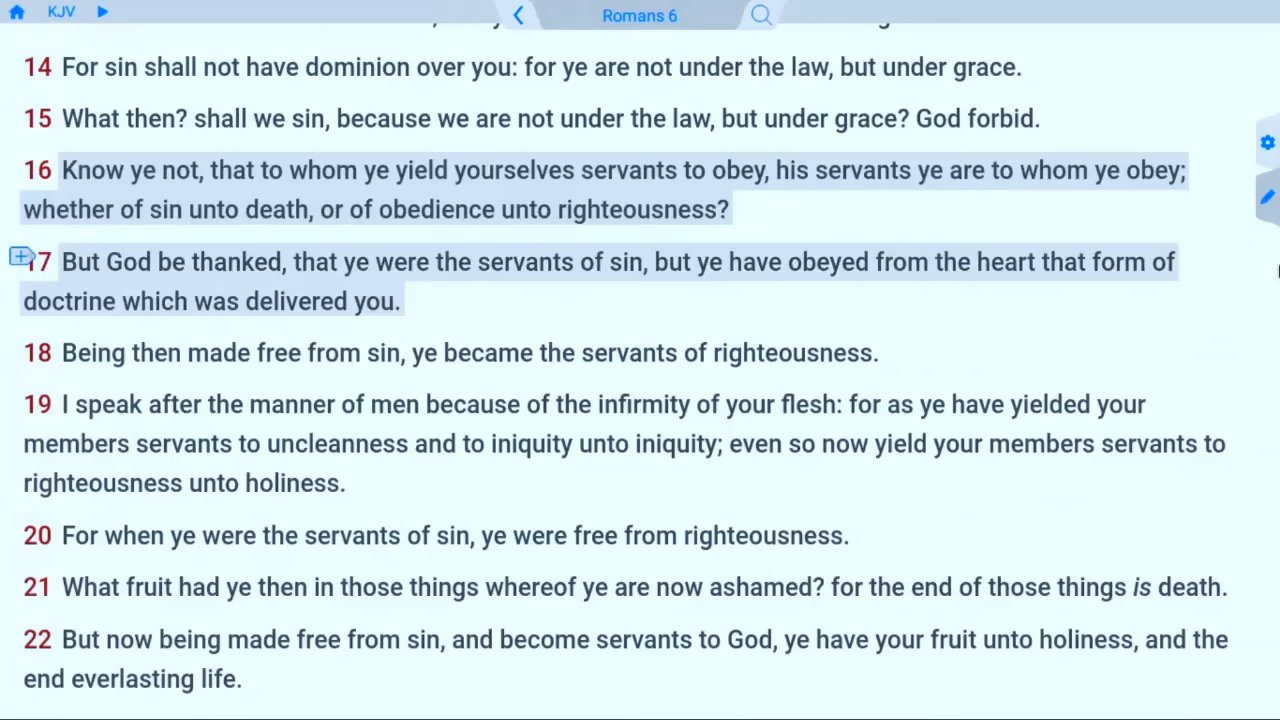 KJV
Romans 6
14 For sin shall not have dominion over you: for ye are not under the law, but under grace.
15 What then? shall we sin, because we are not under the law, but under grace? God forbid.
16 Know ye not, that to whom ye yield yourselves servants to obey, his servants ye are to whom ye obey;
whether of sin unto death, or of obedience unto righteousness?
17 But God be thanked, that ye were the servants of sin, but ye have obeyed from the heart that form of
doctrine which was delivered you.
18 Being then made free from sin, ye became the servants of righteousness.
19 I speak after the manner of men because of the infirmity of your flesh: for as ye have yielded your
members servants to uncleanness and to iniquity unto iniquity; even so now yield your members servants to
righteousness unto holiness.
20 For when ye were the servants of sin, ye were free from righteousness.
21 What fruit had ye then in those things whereof ye are now ashamed? for the end of those things is death.
22 But now being made free from sin, and become servants to God, ye have your fruit unto holiness, and the
end everlasting life.